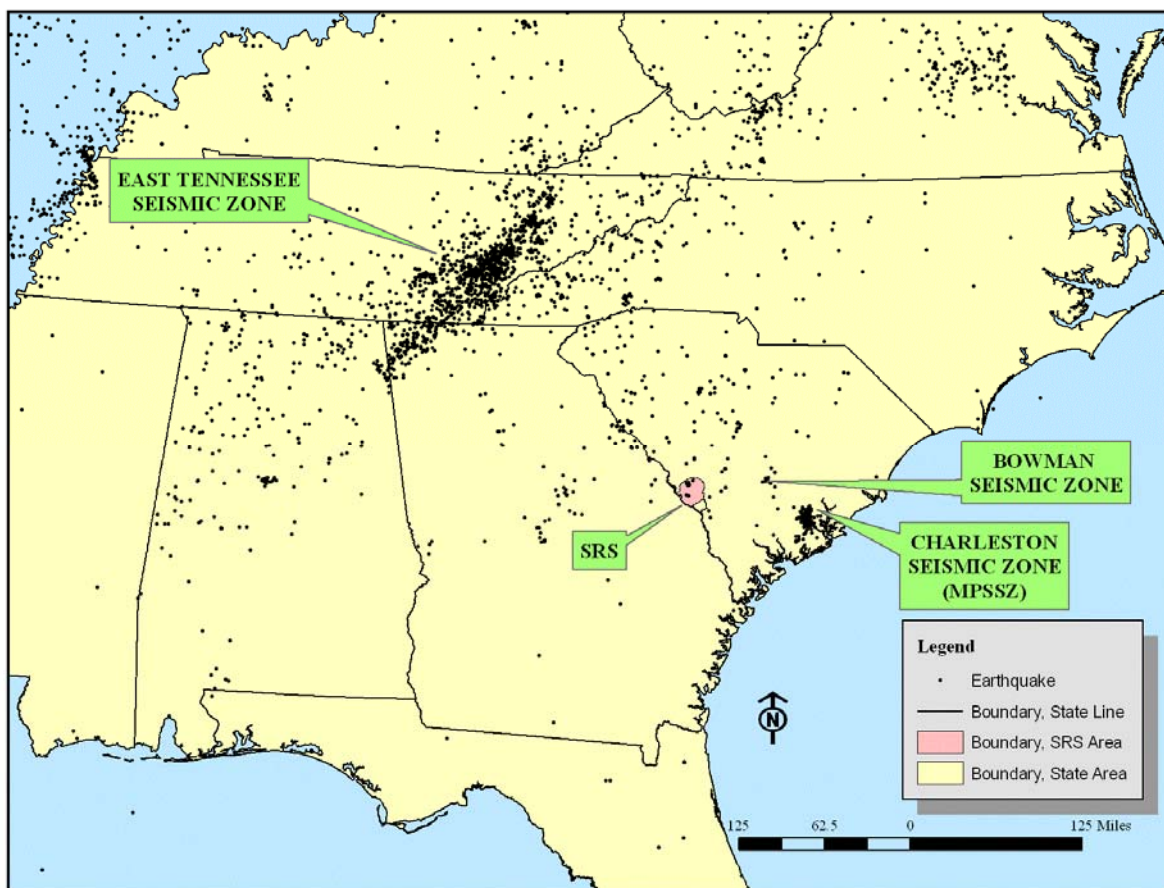 EAST TENNESSEE
SEISMIC ZONE
BOWMAN
SEISMIC ZONE
SRS
CHARLESTON
SEISMIC ZONE
(MPSSZ)
Legend
Earthquake
Boundary, State Line
Boundary, SRS Area
Boundary, State Area
N
125 62.5 0 125 Miles